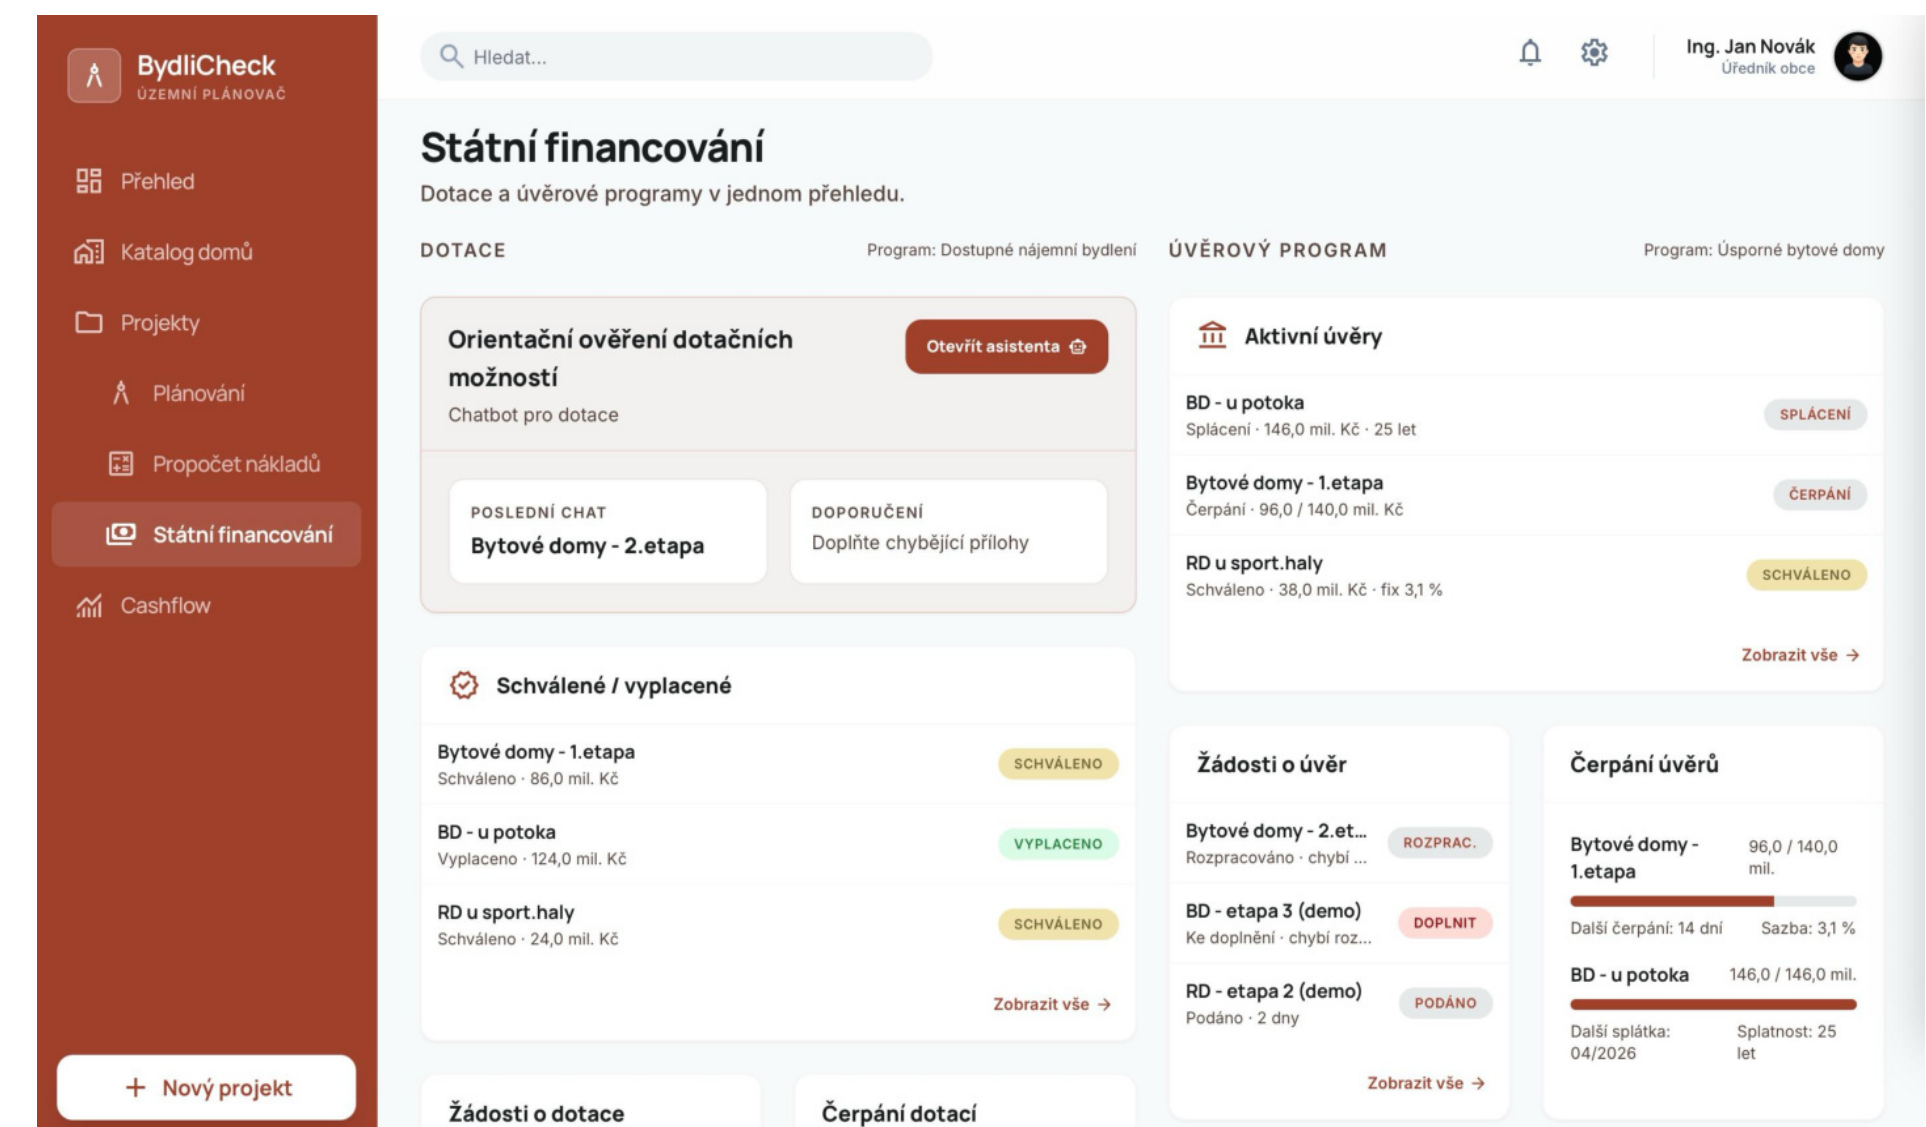 BydliCheck
ÚZEMNÍ PLÁNOVAČ
Přehled
Katalog domů
Projekty
Plánování
Propočet nákladů
Státní financování
Cashflow
+ Nový projekt
Hledat...
Ing. Jan Novák
Úředník obce
Státní financování
Dotace a úvěrové programy v jednom přehledu.
DOTACE
Program: Dostupné nájemní bydlení
Orientační ověření dotačních
možností
Chatbot pro dotace
Otevřít asistenta
POSLEDNÍ CHAT
Bytové domy - 2.etapa
DOPORUČENÍ
Doplňte chybějící přílohy
Schválené / vyplacené
Bytové domy - 1.etapa
Schváleno · 86,0 mil. Kč
SCHVÁLENO
BD - u potoka
Vyplaceno · 124,0 mil. Kč
VYPLACENO
RD u sport.haly
Schváleno · 24,0 mil. Kč
SCHVÁLENO
Zobrazit vše →
Žádosti o dotace
Čerpání dotací
ÚVĚROVÝ PROGRAM
Program: Úsporné bytové domy
Aktivní úvěry
BD - u potoka
Splácení · 146,0 mil. Kč · 25 let
SPLÁCENÍ
Bytové domy - 1.etapa
Čerpání · 96,0 / 140,0 mil. Kč
ČERPÁNÍ
RD u sport.haly
Schváleno · 38,0 mil. Kč · fix 3,1 %
SCHVÁLENO
Zobrazit vše →
Žádosti o úvěr
Bytové domy - 2.et...
Rozpracováno · chybí ...
ROZPRAC.
BD - etapa 3 (demo)
Ke doplnění · chybí roz...
DOPLNIT
RD - etapa 2 (demo)
Podáno · 2 dny
PODÁNO
Zobrazit vše →
Čerpání úvěrů
Bytové domy -
1.etapa
96,0 / 140,0
mil.
Další čerpání: 14 dní
Sazba: 3,1 %
BD - u potoka
146,0 / 146,0 mil.
Další splátka:
04/2026
Splatnost: 25
let